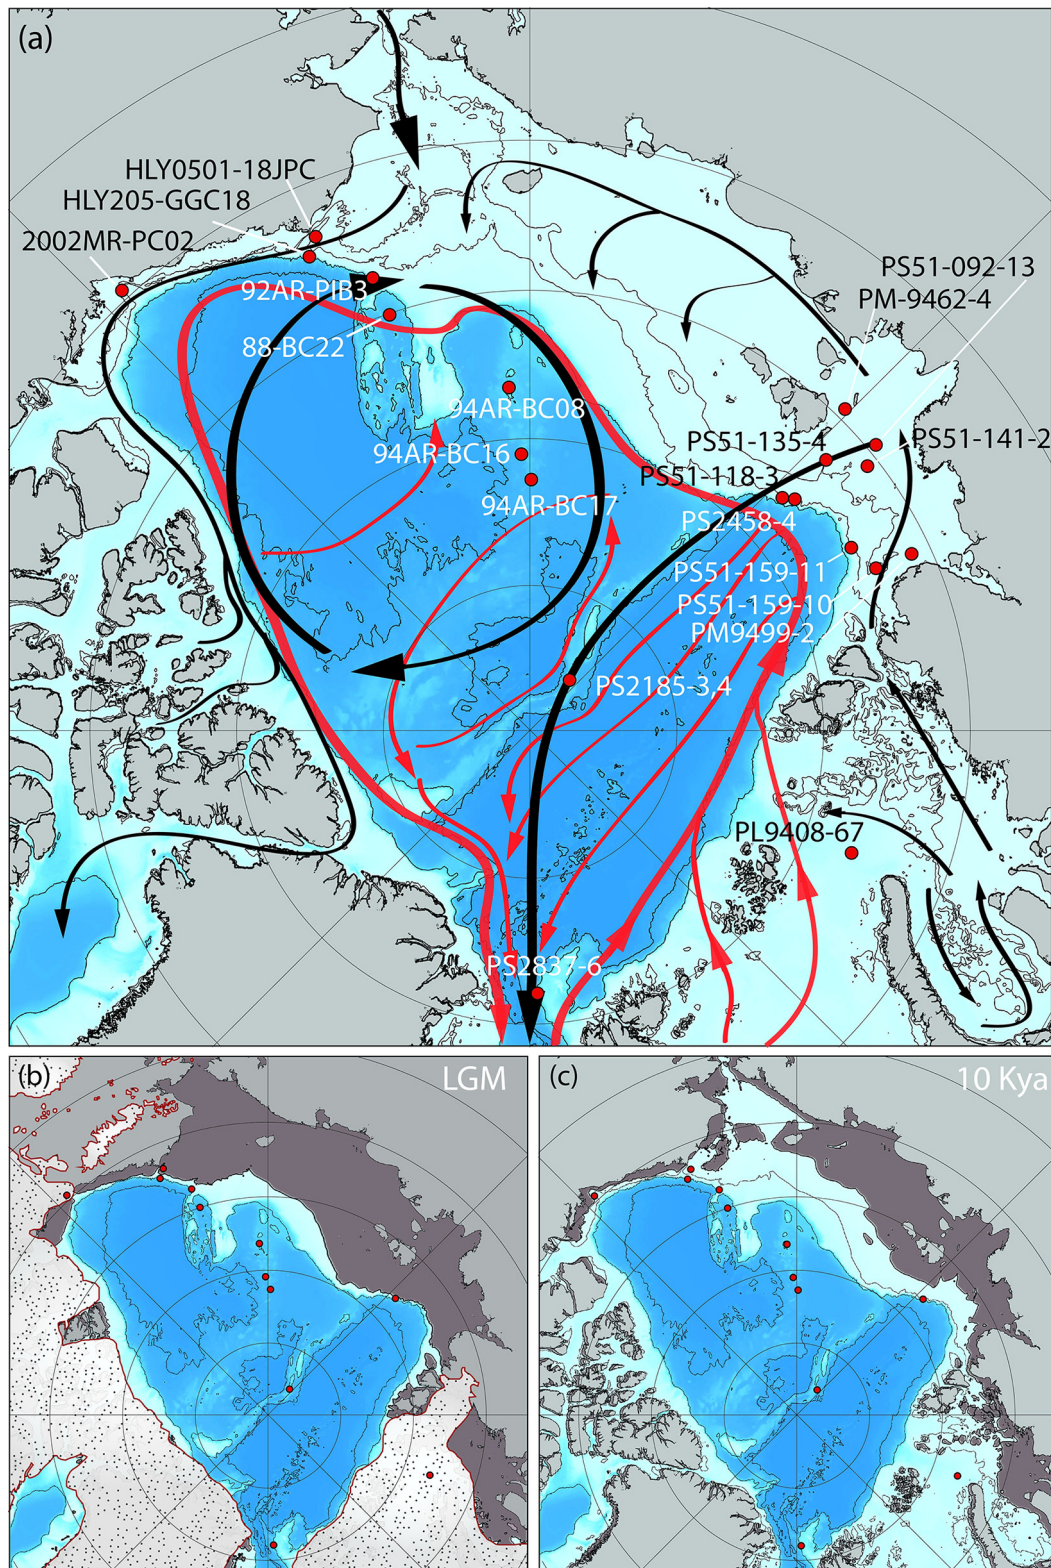 (a)
HLY0501-18JPC
HLY205-GGC18
2002MR-PC02
PS51-092-13
PM-9462-4
92AR-PIB3
88-BC22
94AR-BC08
PS51-135-4
PS51-141-2
94AR-BC16
PS51-118-3
94AR-BC17
PS2458-4
PS51-159-11
PS51-159-10
PM9499-2
PS2185-3,4
PL9408-67
PS2837-6
(b)
LGM
(c)
10 Kya